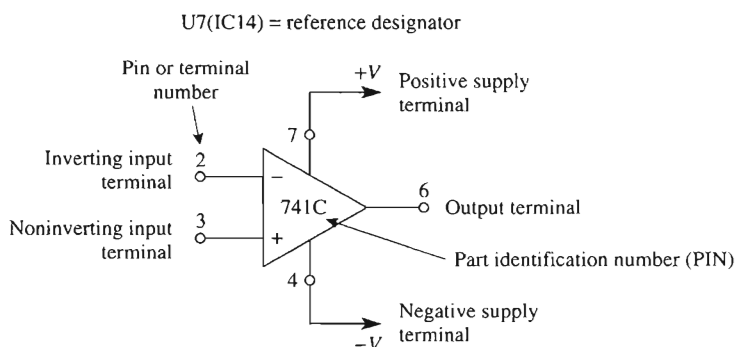 U7(IC14) = reference designator
Pin or terminal
number
+V
Positive supply
terminal
7
Inverting input
terminal
2
−
6
741C
Output terminal
Noninverting input
terminal
3
+
Part identification number (PIN)
4
Negative supply
terminal
−V